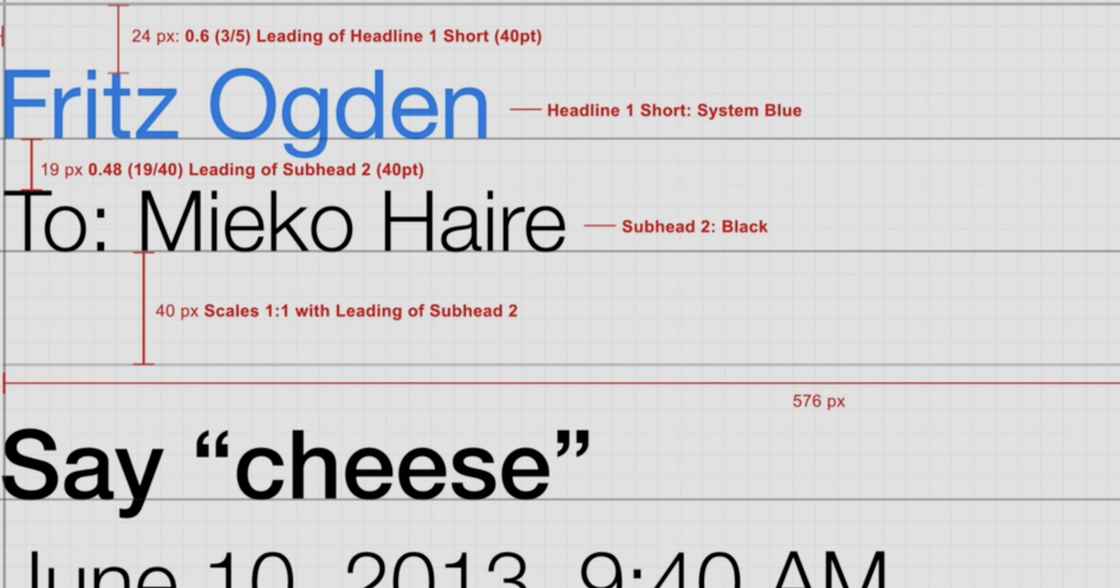 24 px: 0.6 (3/5) Leading of Headline 1 Short (40pt)
Fritz Ogden
Headline 1 Short: System Blue
19 px 0.48 (19/40) Leading of Subhead 2 (40pt)
To: Mieko Haire
Subhead 2: Black
40 px Scales 1:1 with Leading of Subhead 2
576 px
Say “cheese”
June 10, 2013, 9:40 AM